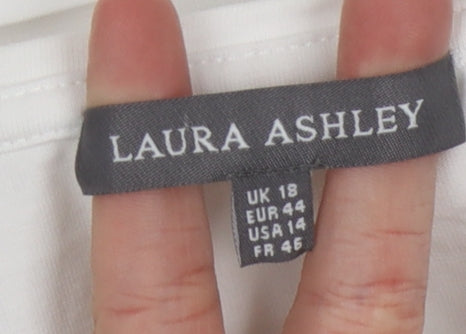 LAURA ASHLEY
UK 18
EUR 44
USA 14
FR 46